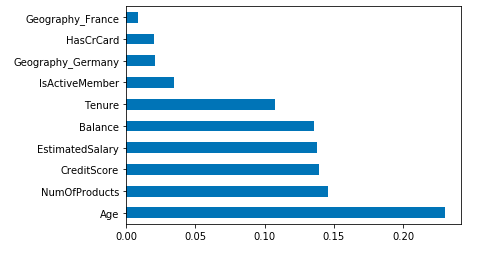 Geography_France
HasCrCard
Geography_Germany
IsActiveMember
Tenure
Balance
EstimatedSalary
CreditScore
NumOfProducts
Age
0.00 0.05 0.10 0.15 0.20